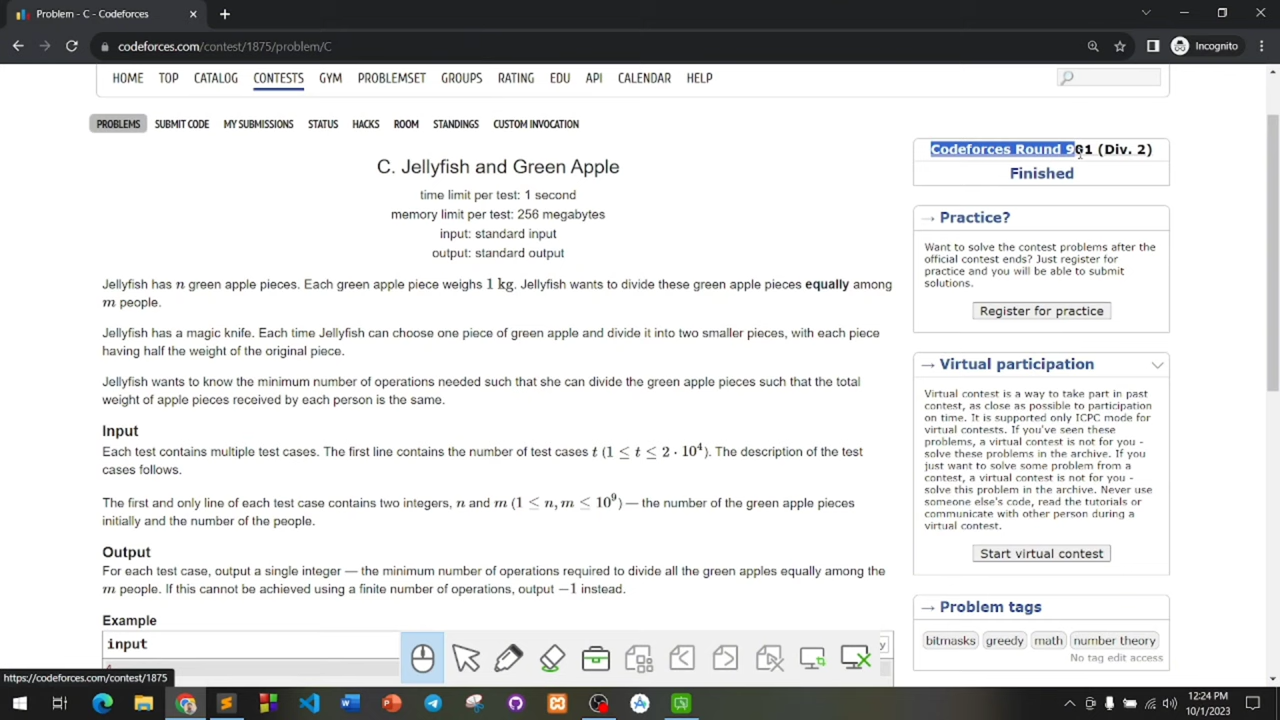 Problem - C - Codeforces
codeforces.com/contest/1875/problem/C
Incognito
HOME TOP CATALOG CONTESTS GYM PROBLEMSET GROUPS RATING EDU API CALENDAR HELP
PROBLEMS SUBMIT CODE MY SUBMISSIONS STATUS HACKS ROOM STANDINGS CUSTOM INVOCATION
C. Jellyfish and Green Apple
time limit per test: 1 second
memory limit per test: 256 megabytes
input: standard input
output: standard output
Jellyfish has n green apple pieces. Each green apple piece weighs 1 kg. Jellyfish wants to divide these green apple pieces equally among
m people.
Jellyfish has a magic knife. Each time Jellyfish can choose one piece of green apple and divide it into two smaller pieces, with each piece
having half the weight of the original piece.
Jellyfish wants to know the minimum number of operations needed such that she can divide the green apple pieces such that the total
weight of apple pieces received by each person is the same.
Input
Each test contains multiple test cases. The first line contains the number of test cases t (1 ≤ t ≤ 2 · 10⁴). The description of the test
cases follows.
The first and only line of each test case contains two integers, n and m (1 ≤ n, m ≤ 10⁹) — the number of the green apple pieces
initially and the number of the people.
Output
For each test case, output a single integer — the minimum number of operations required to divide all the green apples equally among the
m people. If this cannot be achieved using a finite number of operations, output −1 instead.
Example
input
y
Codeforces Round 901 (Div. 2)
Finished
→ Practice?
Want to solve the contest problems after the
official contest ends? Just register for
practice and you will be able to submit
solutions.
Register for practice
→ Virtual participation
Virtual contest is a way to take part in past
contest, as close as possible to participation
on time. It is supported only ICPC mode for
virtual contests. If you've seen these
problems, a virtual contest is not for you -
solve these problems in the archive. If you
just want to solve some problem from a
contest, a virtual contest is not for you -
solve this problem in the archive. Never use
someone else's code, read the tutorials or
communicate with other person during a
virtual contest.
Start virtual contest
→ Problem tags
bitmasks greedy math number theory
No tag edit access
https://codeforces.com/contest/1875
12:24 PM
10/1/2023